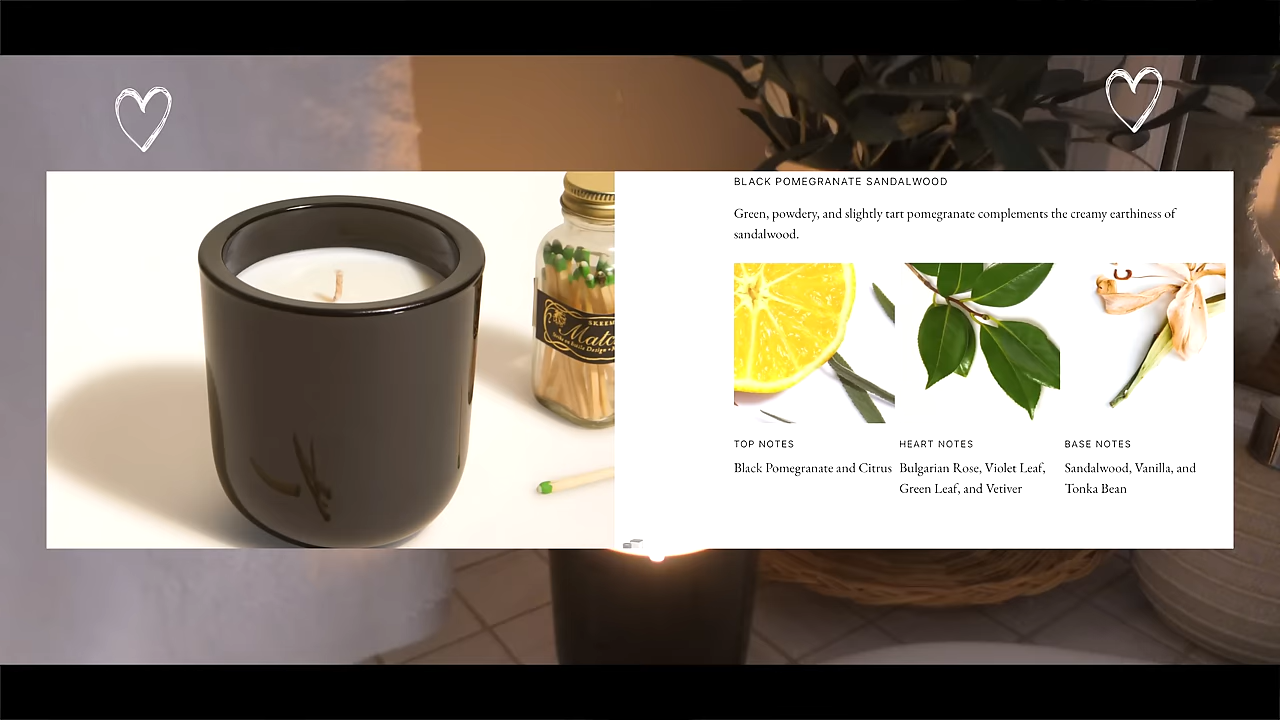 SKEEM
BLACK POMEGRANATE SANDALWOOD
Green, powdery, and slightly tart pomegranate complements the creamy earthiness of
sandalwood.
TOP NOTES
Black Pomegranate and Citrus
HEART NOTES
Bulgarian Rose, Violet Leaf,
Green Leaf, and Vetiver
BASE NOTES
Sandalwood, Vanilla, and
Tonka Bean